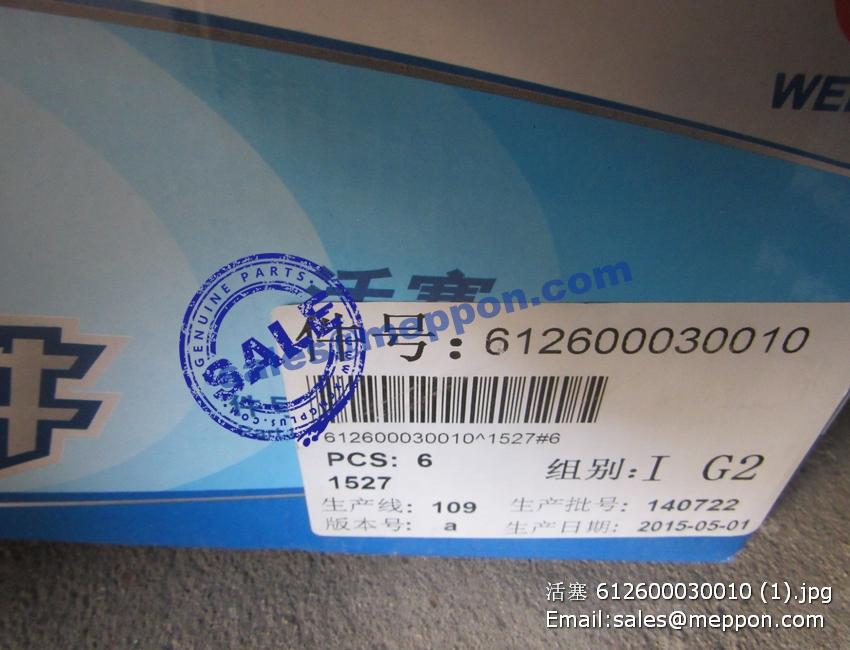 WE
活塞
件号: 612600030010
612600030010^1527#6
PCS: 6
组别: I G2
1527
生产线: 109 生产批号: 140722
版本号: a 生产日期: 2015-05-01
GENUINE PARTS
SALE
sales@meppon.com
活塞 612600030010 (1).jpg
Email:sales@meppon.com